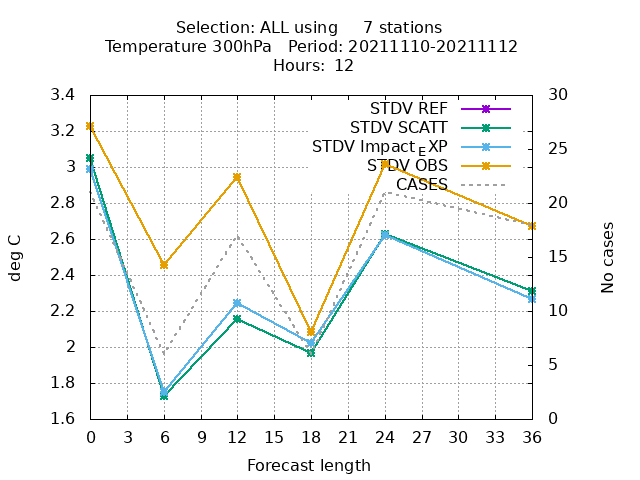 Selection: ALL using 7 stations
Temperature 300hPa Period: 20211110-20211112
Hours: 12
3.4
3.2
3
2.8
2.6
2.4
2.2
2
1.8
1.6
deg C
STDV REF
STDV SCATT
STDV Impact_EXP
STDV OBS
CASES
30
25
20
15
10
5
0
No cases
0 3 6 9 12 15 18 21 24 27 30 33 36
Forecast length